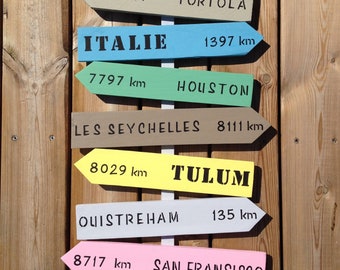 TORTOLA
ITALIE 1397 km
7797 km HOUSTON
LES SEYCHELLES 8111 km
8029 km TULUM
OUISTREHAM 135 km
8717 km SAN FRANSISCO